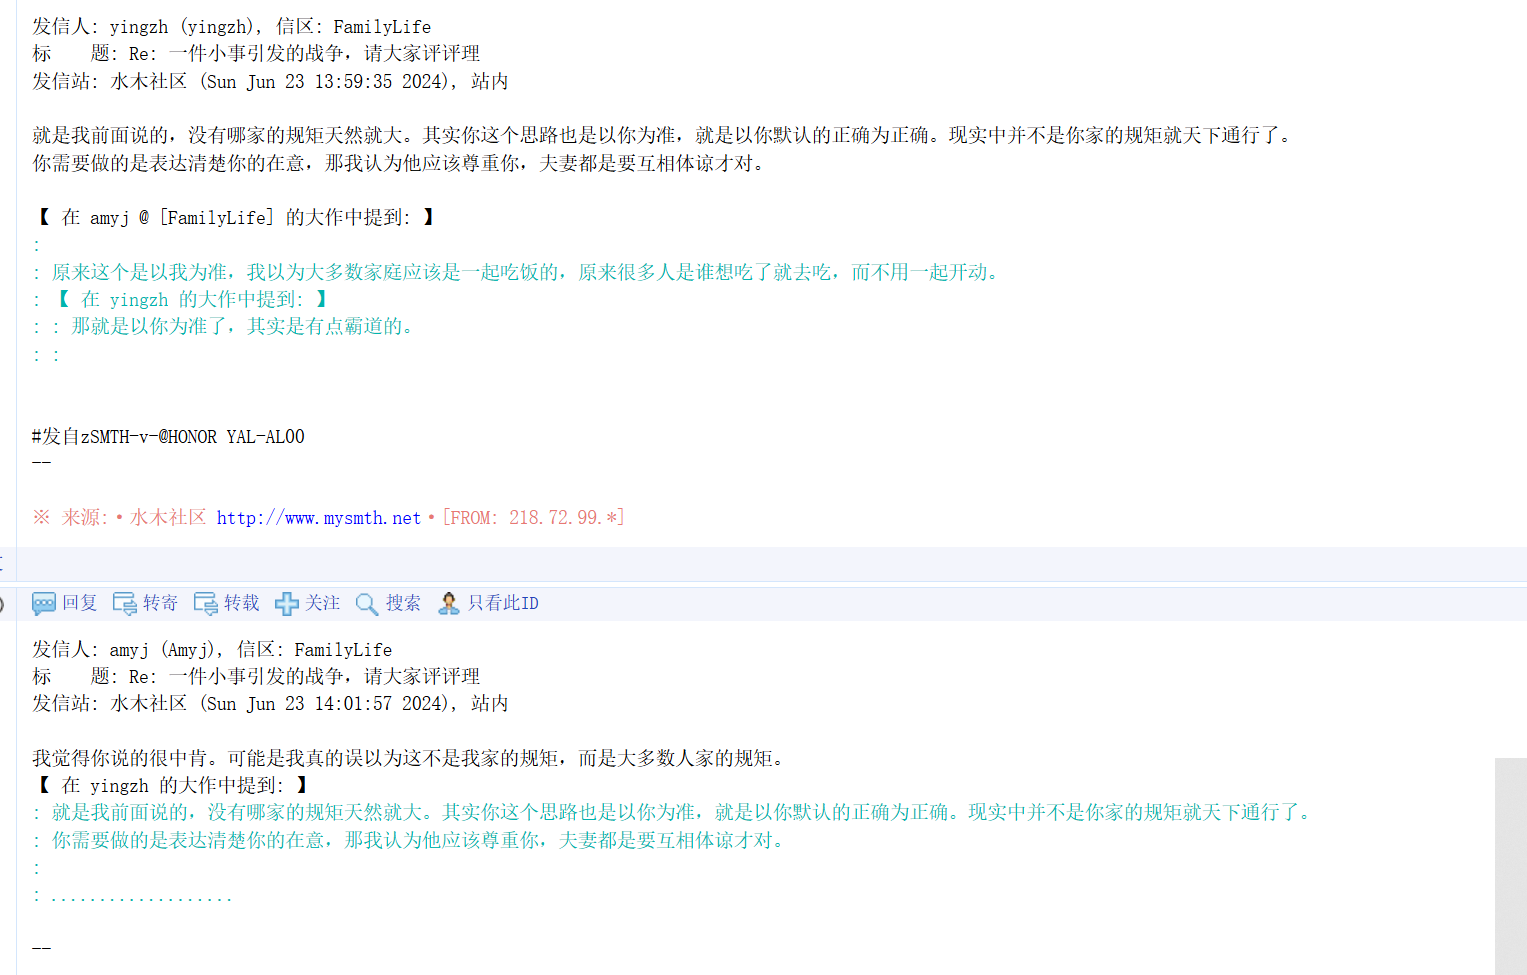 发信人: yingzh (yingzh), 信区: FamilyLife
标    题: Re: 一件小事引发的战争，请大家评评理
发信站: 水木社区 (Sun Jun 23 13:59:35 2024), 站内
就是我前面说的，没有哪家的规矩天然就大。其实你这个思路也是以你为准，就是以你默认的正确为正确。现实中并不是你家的规矩就天下通行了。
你需要做的是表达清楚你的在意，那我认为他应该尊重你，夫妻都是要互相体谅才对。
【 在 amyj @ [FamilyLife] 的大作中提到: 】
:
: 原来这个是以我为准，我以为大多数家庭应该是一起吃饭的，原来很多人是谁想吃了就去吃，而不用一起开动。
: 【 在 yingzh 的大作中提到: 】
: : 那就是以你为准了，其实是有点霸道的。
: :
#发自zSMTH-v-@HONOR YAL-AL00
--
※ 来源:·水木社区 http://www.mysmth.net·[FROM: 218.72.99.*]
回复 转寄 转载 关注 搜索 只看此ID
发信人: amyj (Amyj), 信区: FamilyLife
标    题: Re: 一件小事引发的战争，请大家评评理
发信站: 水木社区 (Sun Jun 23 14:01:57 2024), 站内
我觉得你说的很中肯。可能是我真的误以为这不是我家的规矩，而是大多数人家的规矩。
【 在 yingzh 的大作中提到: 】
: 就是我前面说的，没有哪家的规矩天然就大。其实你这个思路也是以你为准，就是以你默认的正确为正确。现实中并不是你家的规矩就天下通行了。
: 你需要做的是表达清楚你的在意，那我认为他应该尊重你，夫妻都是要互相体谅才对。
:
: ...................
--